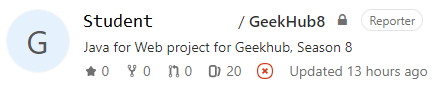 G
Student / GeekHub8 Reporter
Java for Web project for Geekhub, Season 8
0 0 0 20 Updated 13 hours ago